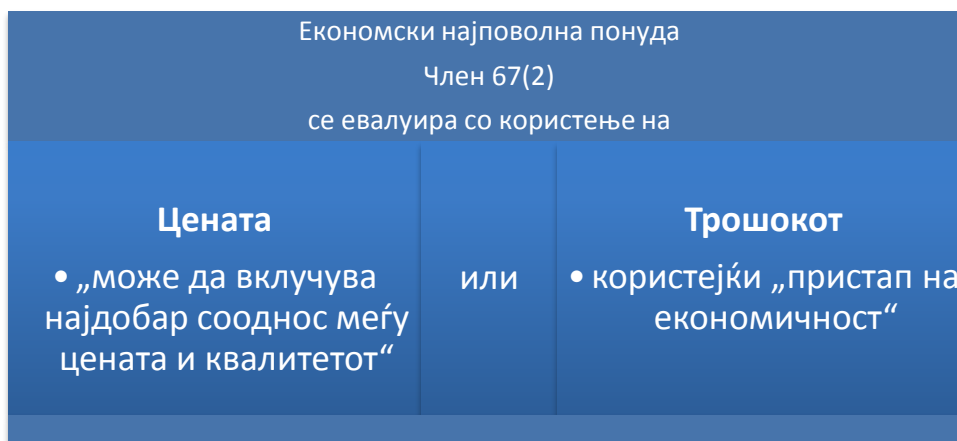 Економски најповолна понуда
Член 67(2)
се евалуира со користење на
Цената
• „може да вклучува
најдобар сооднос меѓу
цената и квалитетот“
или
Трошокот
• користејќи „пристап на
економичност“